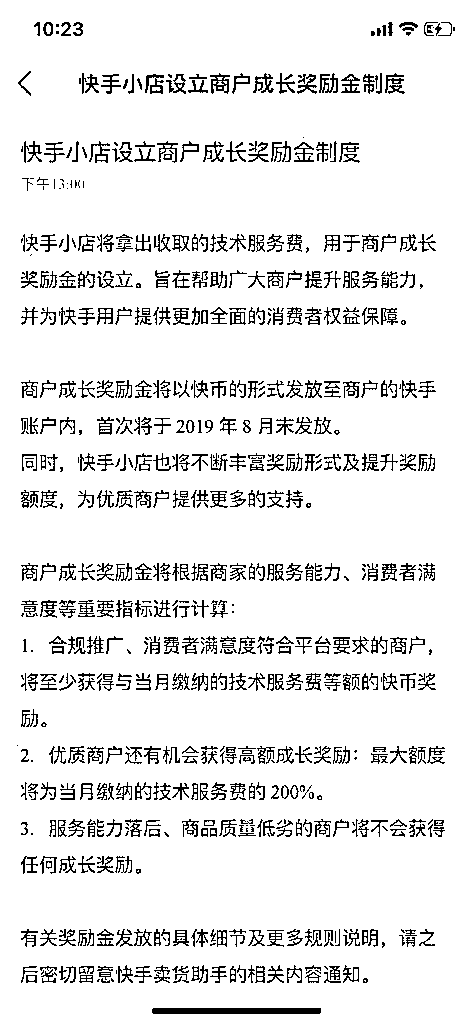 10:23
快手小店设立商户成长奖励金制度
快手小店设立商户成长奖励金制度
下午13:00
快手小店将拿出收取的技术服务费，用于商户成长
奖励金的设立。旨在帮助广大商户提升服务能力，
并为快手用户提供更加全面的消费者权益保障。
商户成长奖励金将以快币的形式发放至商户的快手
账户内，首次将于 2019 年 8 月末发放。
同时，快手小店也将不断丰富奖励形式及提升奖励
额度，为优质商户提供更多的支持。
商户成长奖励金将根据商家的服务能力、消费者满
意度等重要指标进行计算：
1. 合规推广、消费者满意度符合平台要求的商户，
将至少获得与当月缴纳的技术服务费等额的快币奖
励。
2. 优质商户还有机会获得高额成长奖励：最大额度
将为当月缴纳的技术服务费的 200%。
3. 服务能力落后、商品质量低劣的商户将不会获得
任何成长奖励。
有关奖励金发放的具体细节及更多规则说明，请之
后密切留意快手卖货助手的相关内容通知。